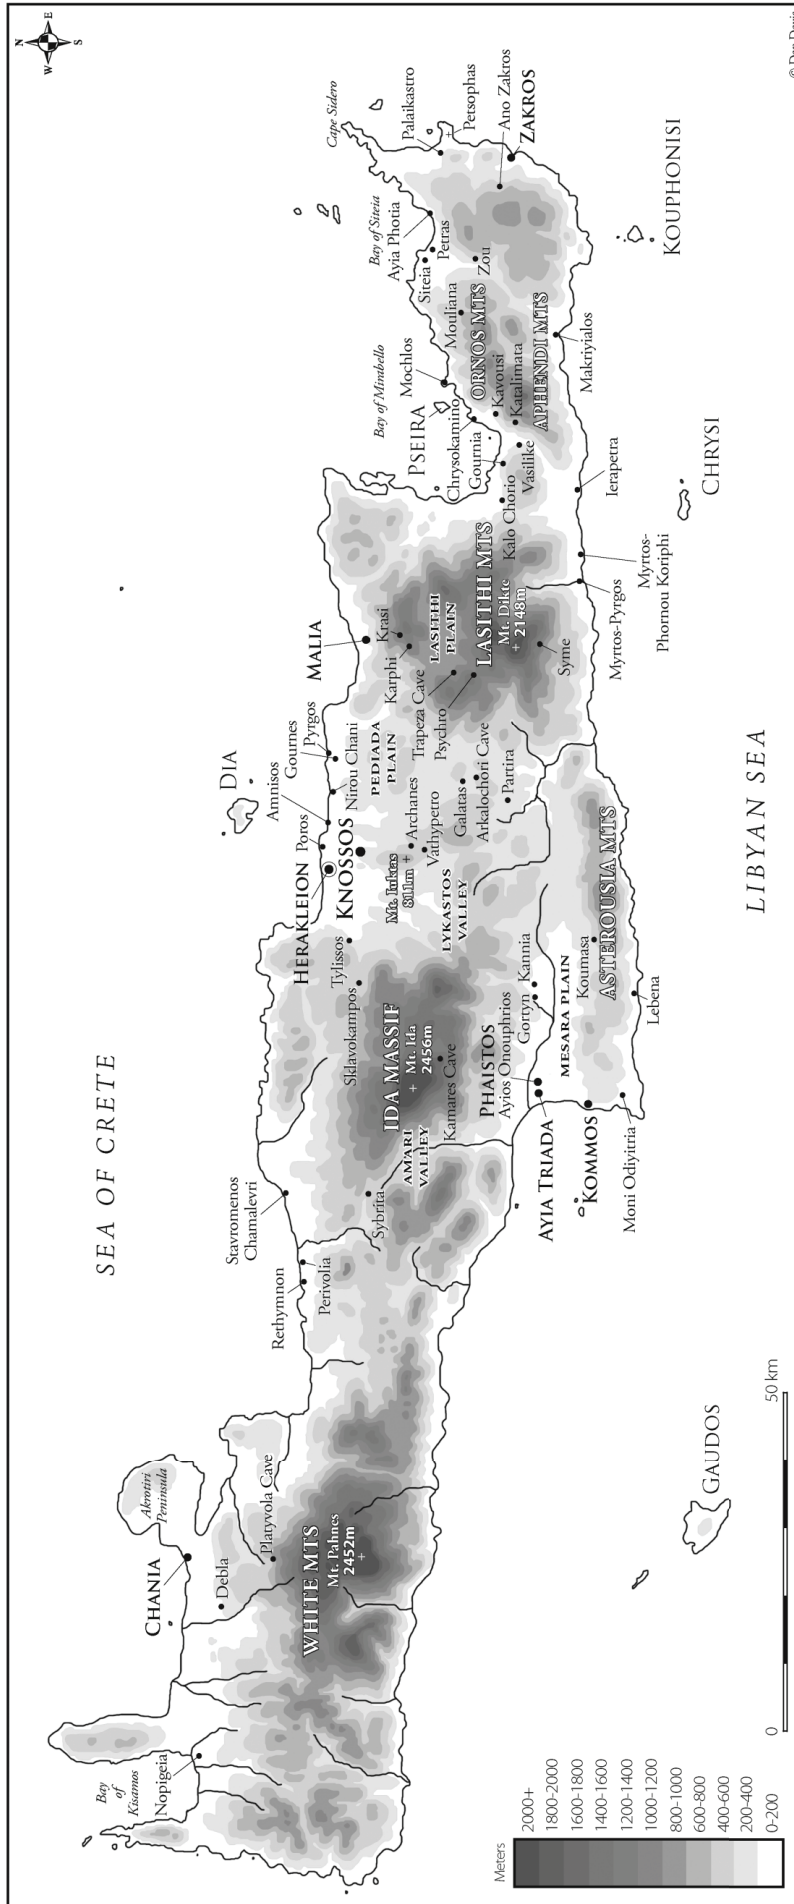 N
E
S
W
SEA OF CRETE
LIBYAN SEA
Bay of
Kisamos
Nopigeia
CHANIA
Debla
Akrotiri
Peninsula
Platyvola Cave
WHITE MTS
Mt. Pahnes
2452m
+
GAUDOS
Rethymnon
Perivolia
Stavromenos
Chamalevri
Sybrita
AMARI
VALLEY
IDA MASSIF
+ Mt. Ida
2456m
Kamares Cave
Sklavokampos
Tylissos
HERAKLEION
KNOSSOS
Poros
Amnisos
DIA
Gournes
Pyrgos
Nirou Chani
PEDIADA
PLAIN
Mt. Iuktas
811m +
Archanes
Vathypetro
LYKASTOS
VALLEY
Galatas
Arkalochori Cave
Partira
PHAISTOS
Ayios Onouphrios
Gortyn
Kannia
AYIA TRIADA
KOMMOS
MESARA PLAIN
Koumasa
ASTEROUSIA MTS
Moni Odiyitria
Lebena
MALIA
Krasi
Karphi
LASITHI
PLAIN
Trapeza Cave
Psychro
LASITHI MTS
Mt. Dikte
+ 2148m
Syme
Myrtos-Pyrgos
Myrtos-
Phornou Koriphi
Ierapetra
CHRYSI
Kalo Chorio
Vasilike
Gournia
Chrysokamino
PSEIRA
Bay of Mirabello
Mochlos
Kavousi
Katalimata
ORNOS MTS
APHENDI MTS
Makriyialos
Mouliana
Siteia
Petras
Bay of Siteia
Ayia Photia
Zou
Cape Sidero
Palaikastro
+ Petsophas
Ano Zakros
ZAKROS
KOUPHONISI
Meters
2000+
1800-2000
1600-1800
1400-1600
1200-1400
1000-1200
800-1000
600-800
400-600
200-400
0-200
0
50 km
© Dan Davis